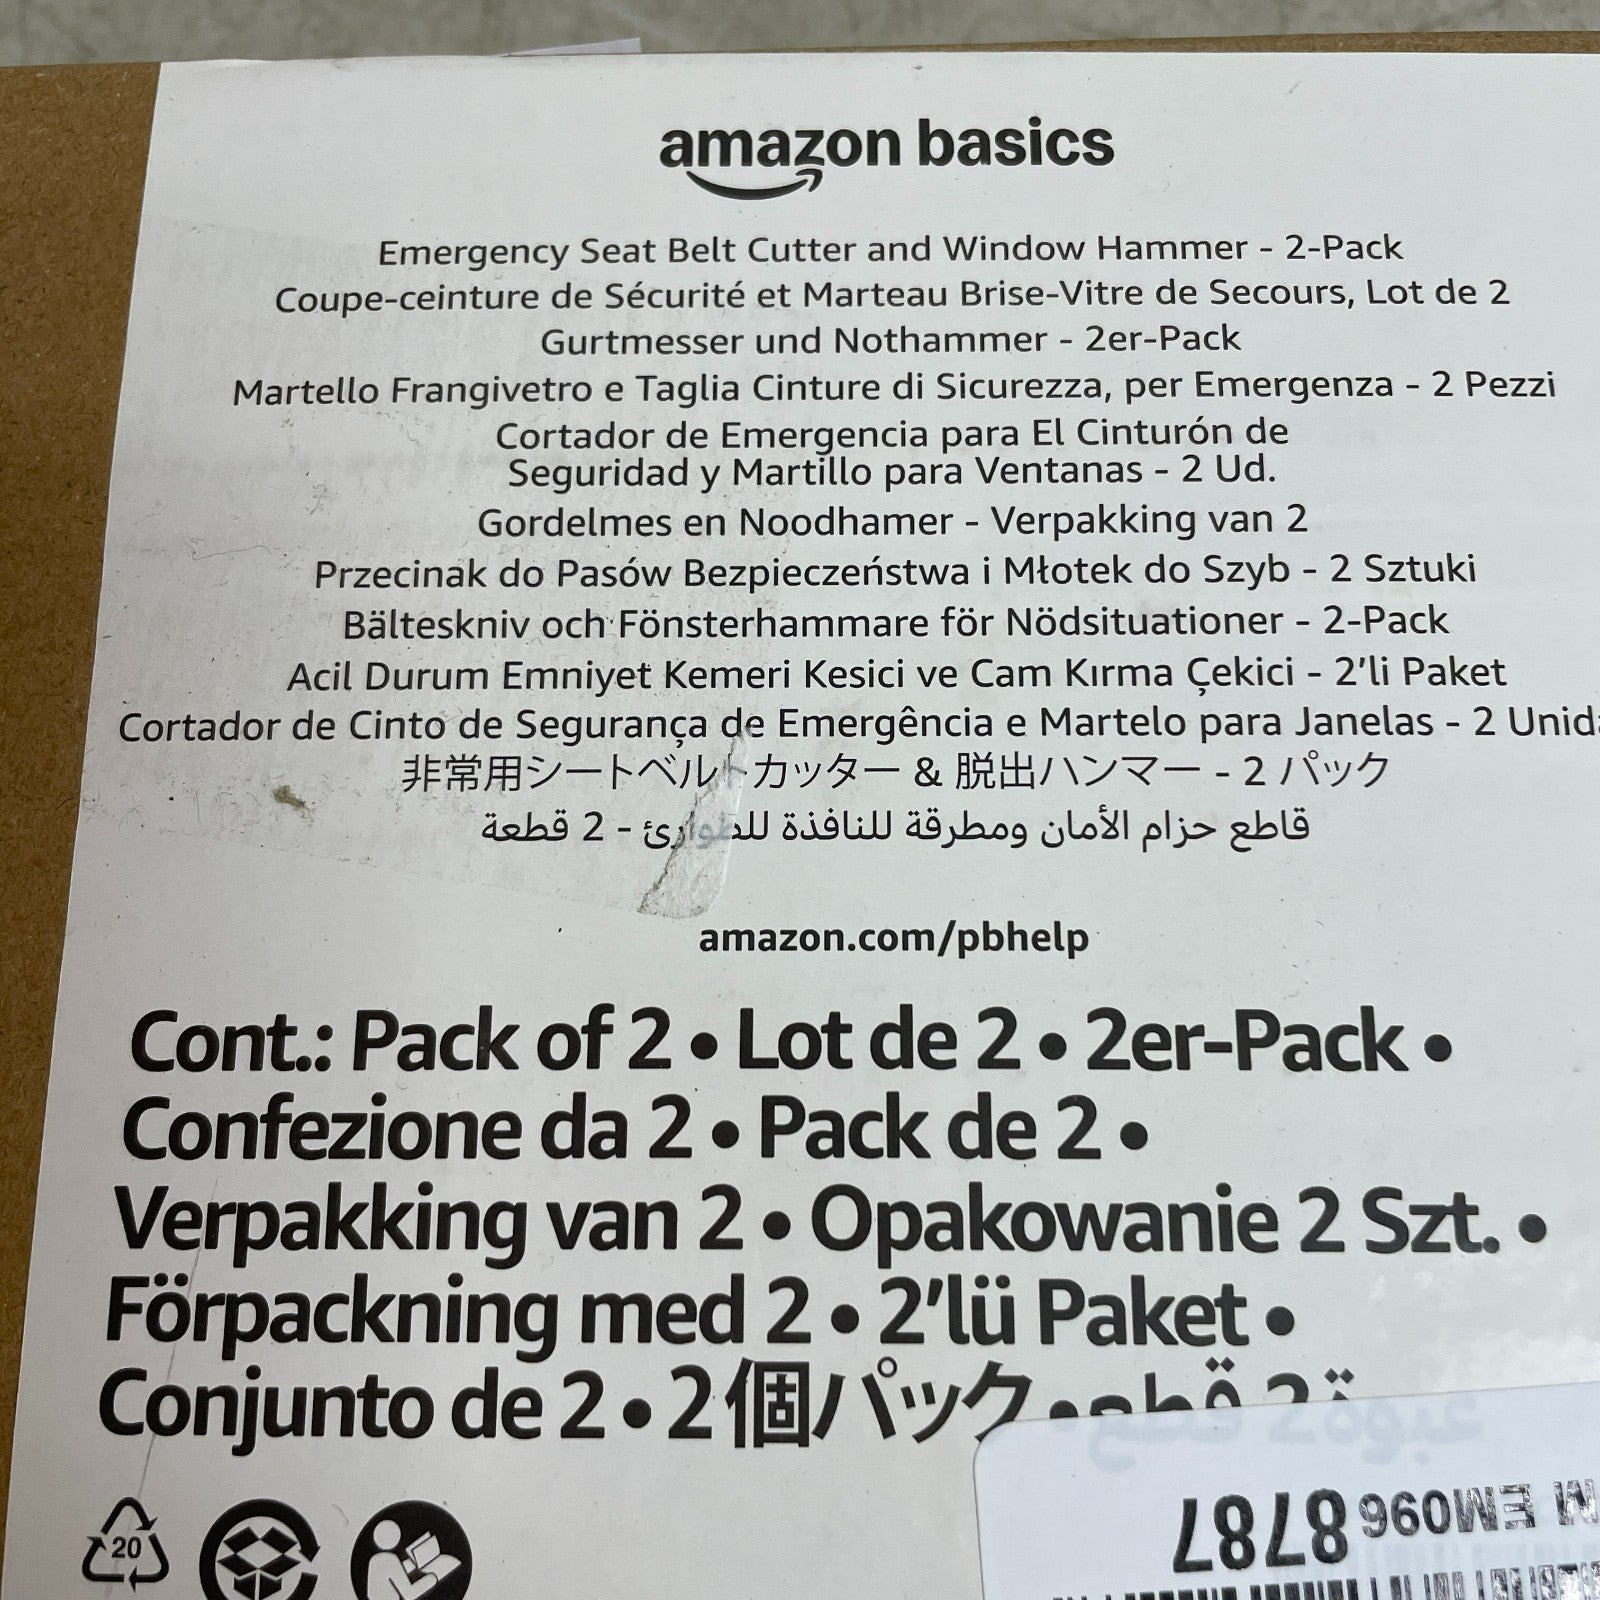 amazon basics
Emergency Seat Belt Cutter and Window Hammer - 2-Pack
Coupe-ceinture de Sécurité et Marteau Brise-Vitre de Secours, Lot de 2
Gurtmesser und Nothammer - 2er-Pack
Martello Frangivetro e Taglia Cinture di Sicurezza, per Emergenza - 2 Pezzi
Cortador de Emergencia para El Cinturón de
Seguridad y Martillo para Ventanas - 2 Ud.
Gordelmes en Noodhamer - Verpakking van 2
Przecinak do Pasów Bezpieczeństwa i Młotek do Szyb - 2 Sztuki
Bälteskniv och Fönsterhammare för Nödsituationer - 2-Pack
Acil Durum Emniyet Kemeri Kesici ve Cam Kırma Çekici - 2’li Paket
Cortador de Cinto de Segurança de Emergência e Martelo para Janelas - 2 Unida
非常用シートベルトカッター & 脱出ハンマー - 2 パック
قاطع حزام الأمان ومطرقة للنافذة للطوارئ - 2 قطعة
amazon.com/pbhelp
Cont.: Pack of 2 • Lot de 2 • 2er-Pack •
Confezione da 2 • Pack de 2 •
Verpakking van 2 • Opakowanie 2 Szt. •
Förpackning med 2 • 2’lü Paket •
Conjunto de 2 • 2個パック • عبوة 2 قطع
20
M EM096 8787